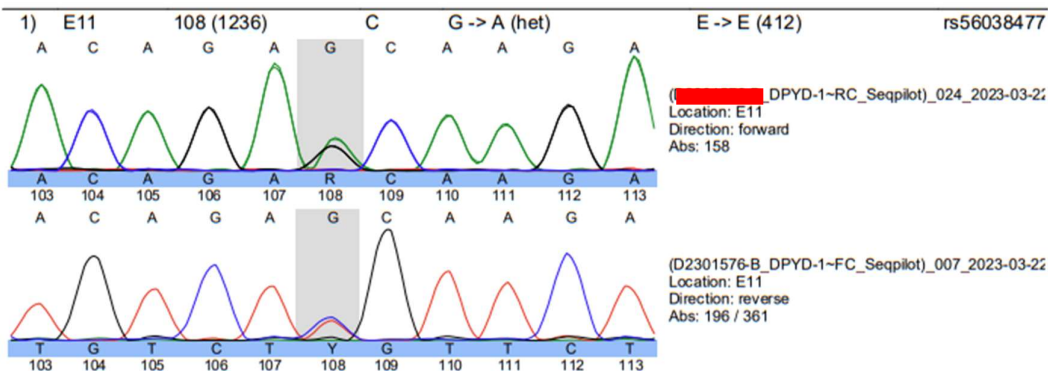 1) E11 108 (1236) C G -> A (het) E -> E (412) rs56038477
A C A G A G C A A G A
(D
_DPYD-1~RC_Seqpilot)_024_2023-03-22
Location: E11
Direction: forward
Abs: 158
A C A G A R C A A G A
103 104 105 106 107 108 109 110 111 112 113
A C A G A G C A A G A
(D2301576-B_DPYD-1~FC_Seqpilot)_007_2023-03-22
Location: E11
Direction: reverse
Abs: 196 / 361
T G T C T Y G T T C T
103 104 105 106 107 108 109 110 111 112 113